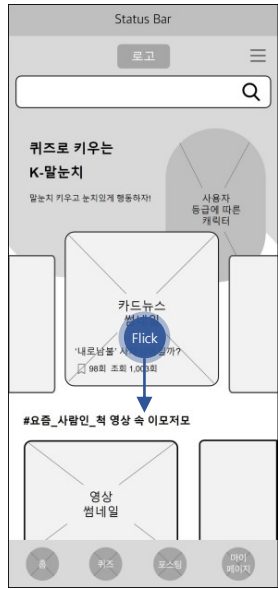 Status Bar
로고
퀴즈로 키우는
K-말눈치
말눈치 키우고 눈치있게 행동하자!
사용자
등급에 따른
캐릭터
카드뉴스
썸네일
Flick
'내로남불' 까?
98회 조회 1,003회
#요즘_사람인_척 영상 속 이모저모
영상
썸네일
홈
퀴즈
포스팅
마이
페이지